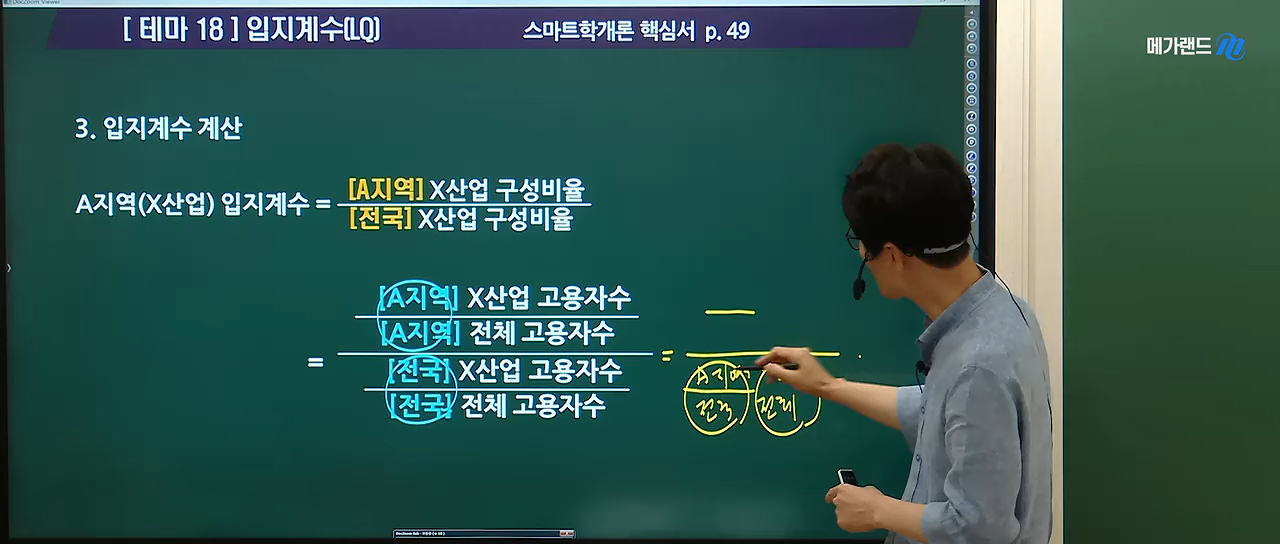 DocZoom Viewer
[ 테마 18 ] 입지계수(LQ)
스마트학개론 핵심서 p. 49
메가랜드
3. 입지계수 계산
A지역(X산업) 입지계수 =
[A지역] X산업 구성비율
[전국] X산업 구성비율
=
[A지역] X산업 고용자수
[A지역] 전체 고용자수
[전국] X산업 고용자수
[전국] 전체 고용자수
=
A지역
전국 전체